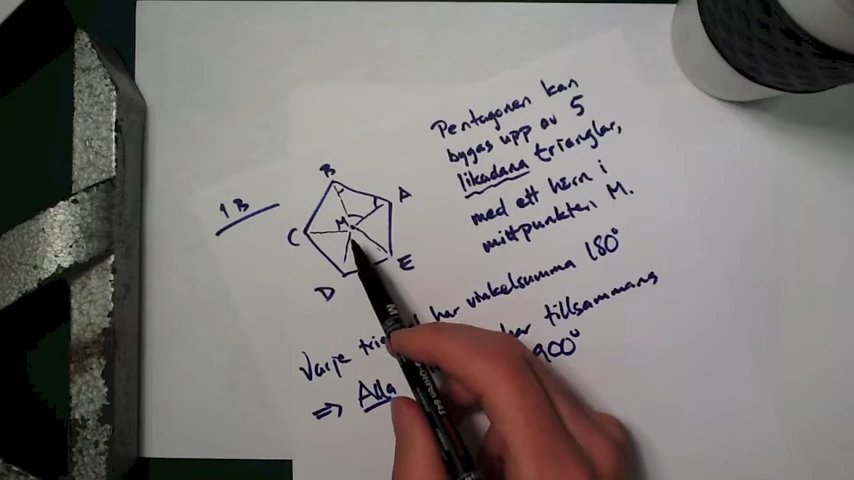 1B
B
A
M
C
E
D
Pentagonen kan
byggas upp av 5
likadana trianglar,
med ett hörn i
mittpunkten M.
Varje har vinkelsumma 180°
⇒ Alla har tillsammans
900°